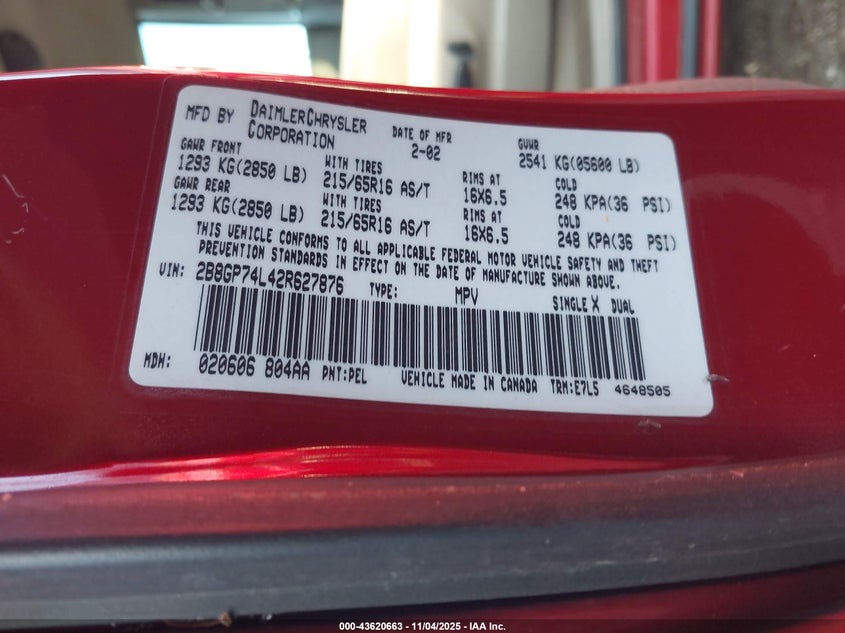 MFD BY DAIMLERCHRYSLER CORPORATION DATE OF MFR 2-02 GVWR 2541 KG(05600 LB)
GAWR FRONT WITH TIRES RIMS AT COLD
1293 KG(2850 LB) 215/65R16 AS/T 16X6.5 248 KPA(36 PSI)
GAWR REAR WITH TIRES RIMS AT COLD
1293 KG(2850 LB) 215/65R16 AS/T 16X6.5 248 KPA(36 PSI)
THIS VEHICLE CONFORMS TO ALL APPLICABLE FEDERAL MOTOR VEHICLE SAFETY AND THEFT
PREVENTION STANDARDS IN EFFECT ON THE DATE OF MANUFACTURE SHOWN ABOVE.
VIN: 2B8GP74L42R627876 TYPE: MPV SINGLE X DUAL
MDH: 020606 804AA PNT:PEL VEHICLE MADE IN CANADA TRM:E7L5 4648505
000-43620663 - 11/04/2025 - IAA Inc.